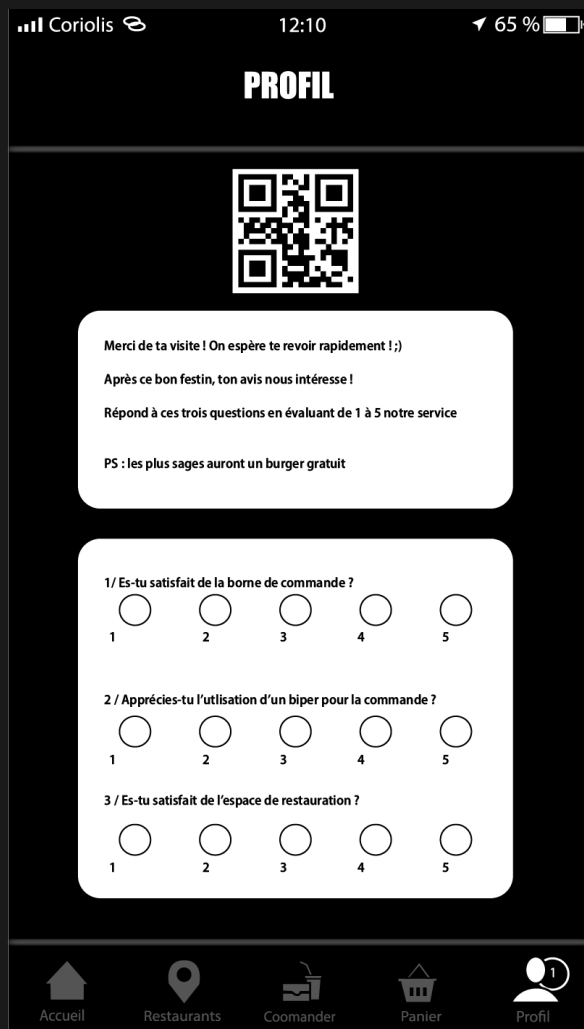 Coriolis
12:10
65 %
PROFIL
Merci de ta visite ! On espère te revoir rapidement ! ;)
Après ce bon festin, ton avis nous intéresse !
Répond à ces trois questions en évaluant de 1 à 5 notre service
PS : les plus sages auront un burger gratuit
1/ Es-tu satisfait de la borne de commande ?
1 2 3 4 5
2 / Apprécies-tu l'utlisation d'un biper pour la commande ?
1 2 3 4 5
3 / Es-tu satisfait de l'espace de restauration ?
1 2 3 4 5
1
Accueil Restaurants Coomander Panier Profil